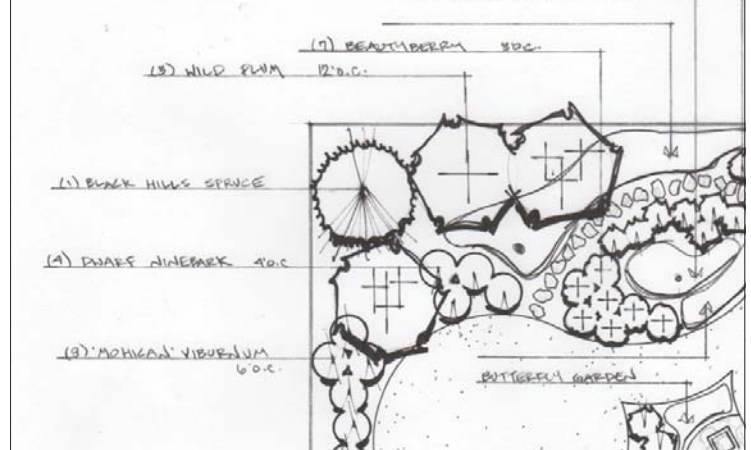 (7) BEAUTYBERRY 3'O.C.
(3) WILD PLUM 12'O.C.
(1) BLACK HILLS SPRUCE
(4) DWARF NINEBARK 4'O.C
(9) 'MOHICAN' VIBURNUM
6'O.C.
BUTTERFLY GARDEN